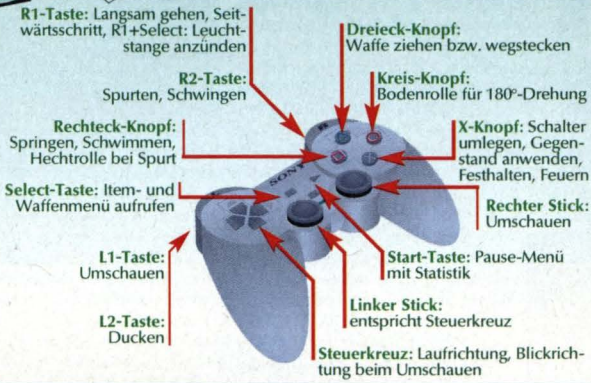 R1-Taste: Langsam gehen, Seit-
wärtsschritt, R1+Select: Leucht-
stange anzünden
R2-Taste:
Spurten, Schwingen
Rechteck-Knopf:
Springen, Schwimmen,
Hechtrolle bei Spurt
Select-Taste: Item- und
Waffenmenü aufrufen
L1-Taste:
Umschauen
L2-Taste:
Ducken
Dreieck-Knopf:
Waffe ziehen bzw. wegstecken
Kreis-Knopf:
Bodenrolle für 180°-Drehung
X-Knopf: Schalter
umlegen, Gegen-
stand anwenden,
Festhalten, Feuern
Rechter Stick:
Umschauen
Start-Taste: Pause-Menü
mit Statistik
Linker Stick:
entspricht Steuerkreuz
Steuerkreuz: Laufrichtung, Blickrich-
tung beim Umschauen
SONY